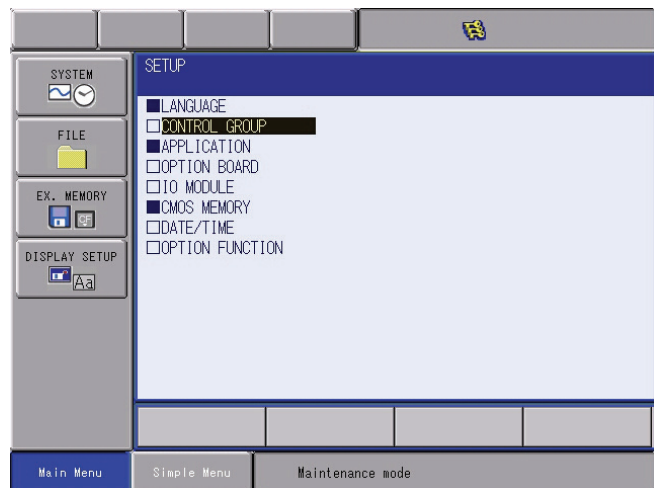 SYSTEM
FILE
EX. MEMORY
CF
DISPLAY SETUP
Aa
SETUP
LANGUAGE
CONTROL GROUP
APPLICATION
OPTION BOARD
IO MODULE
CMOS MEMORY
DATE/TIME
OPTION FUNCTION
Main Menu
Simple Menu
Maintenance mode